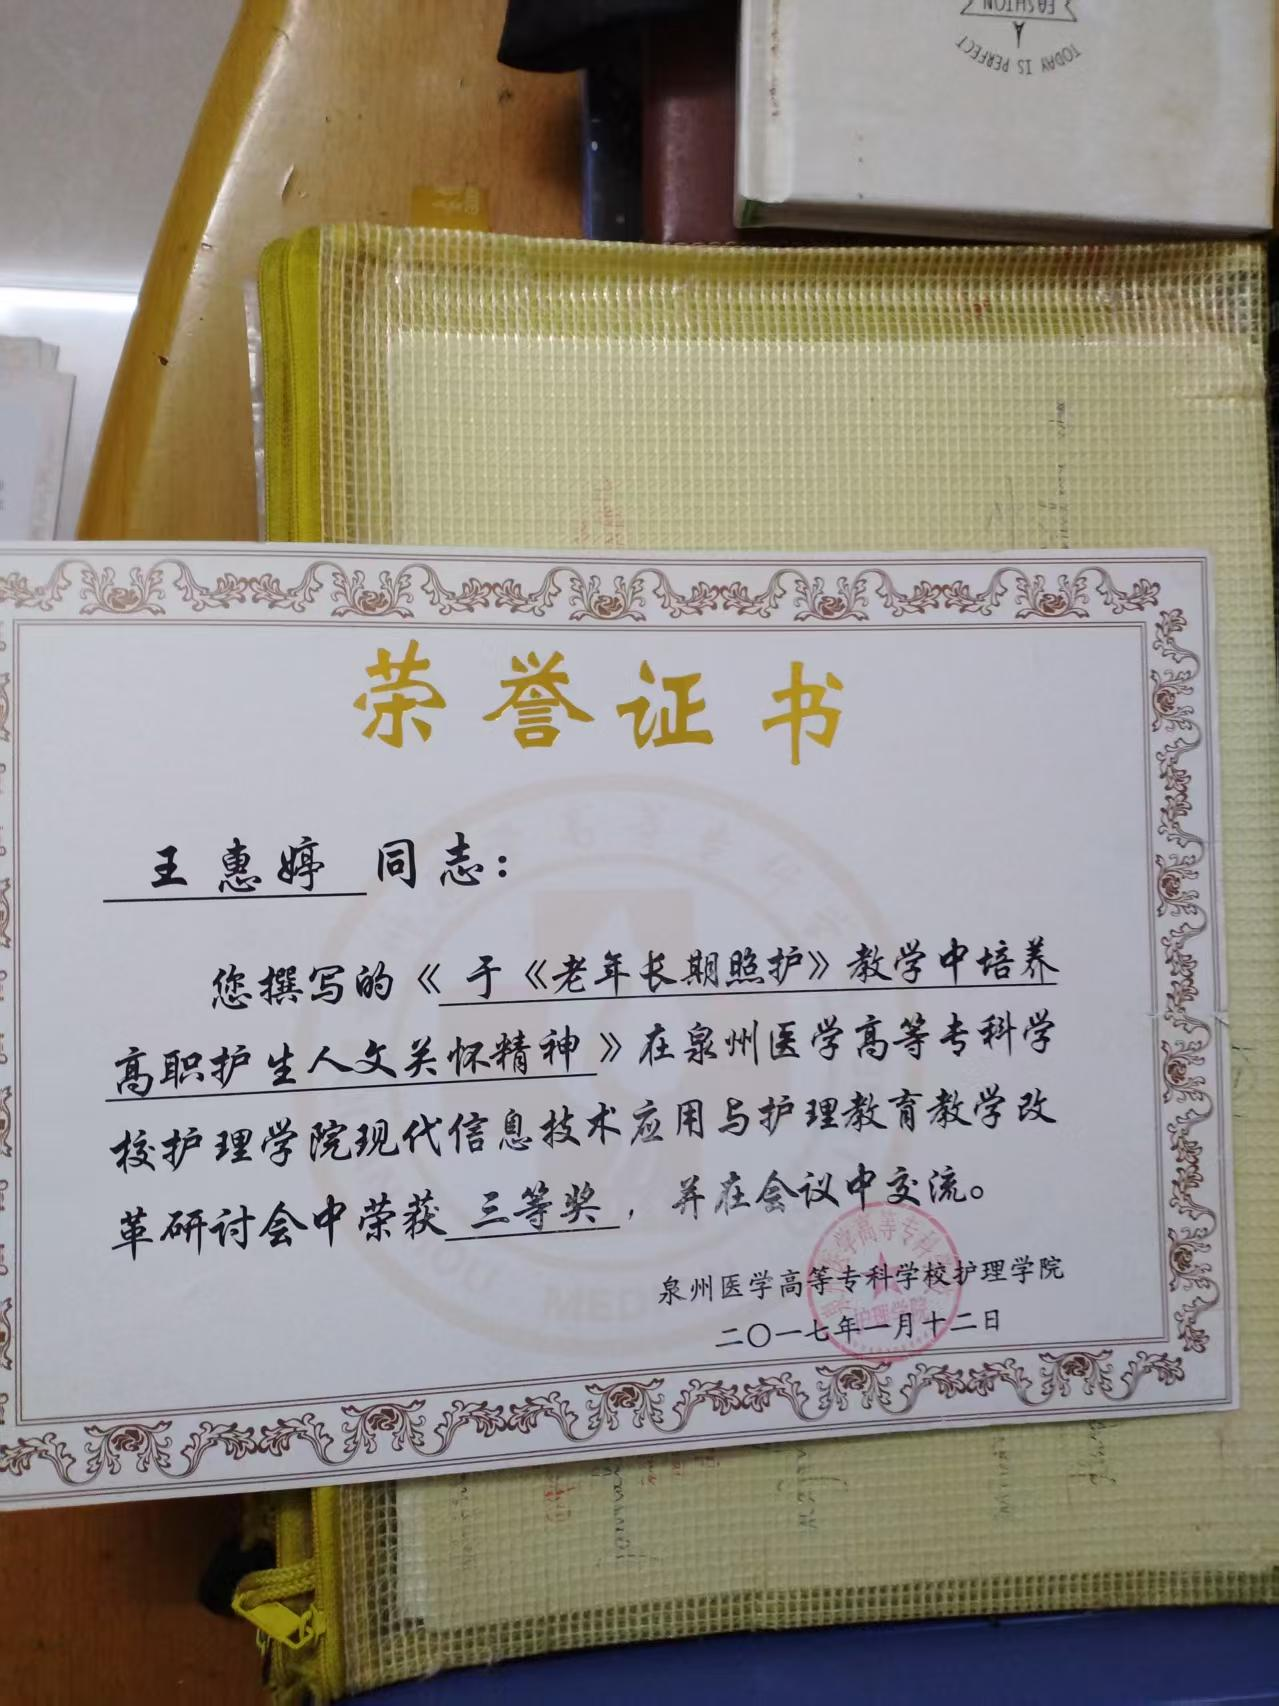 FASHION
A
TODAY IS PERFECT
荣誉证书
王惠婷 同志：
您撰写的《于《老年长期照护》教学中培养
高职护生人文关怀精神》在泉州医学高等专科学
校护理学院现代信息技术应用与护理教育教学改
革研讨会中荣获 三等奖，并在会议中交流。
泉州医学高等专科学校护理学院
二〇一七年一月十二日
护理学院